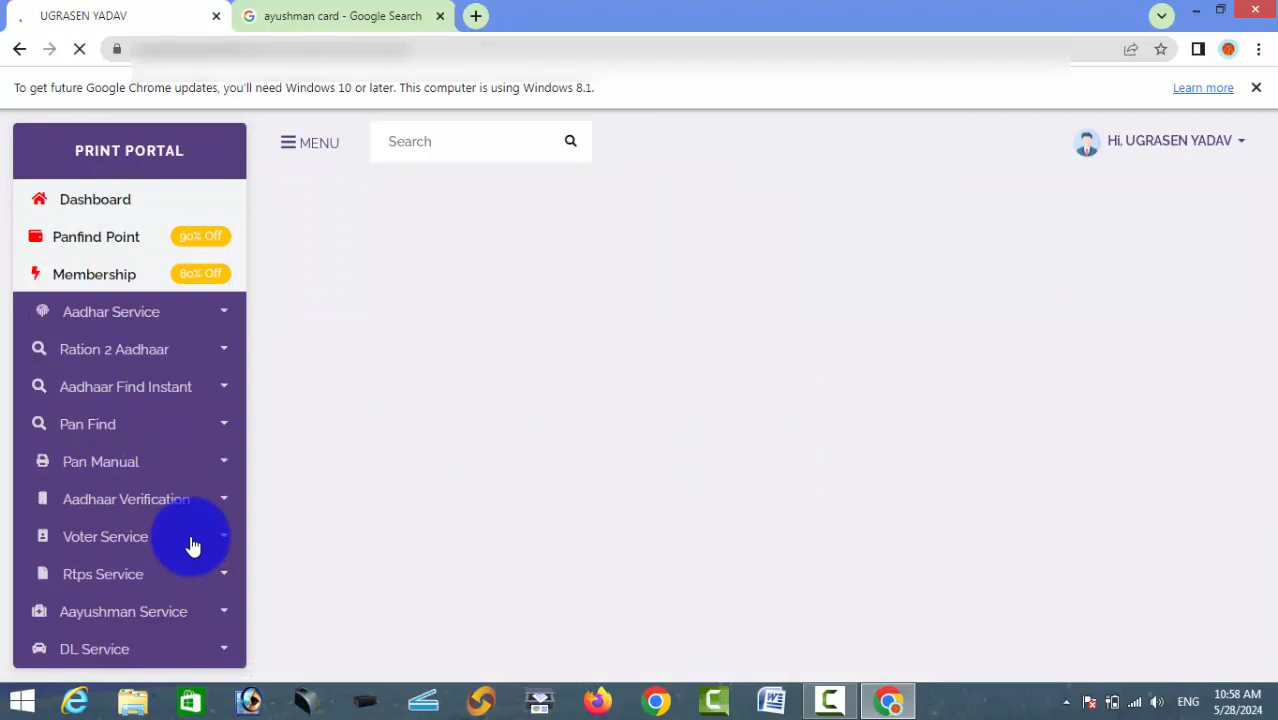 UGRASEN YADAV
ayushman card - Google Search
To get future Google Chrome updates, you'll need Windows 10 or later. This computer is using Windows 8.1.
Learn more
PRINT PORTAL
MENU
Search
Hi, UGRASEN YADAV
Dashboard
Panfind Point
90% Off
Membership
80% Off
Aadhar Service
Ration 2 Aadhaar
Aadhaar Find Instant
Pan Find
Pan Manual
Aadhaar Verification
Voter Service
Rtps Service
Aayushman Service
DL Service
ENG
10:58 AM
5/28/2024